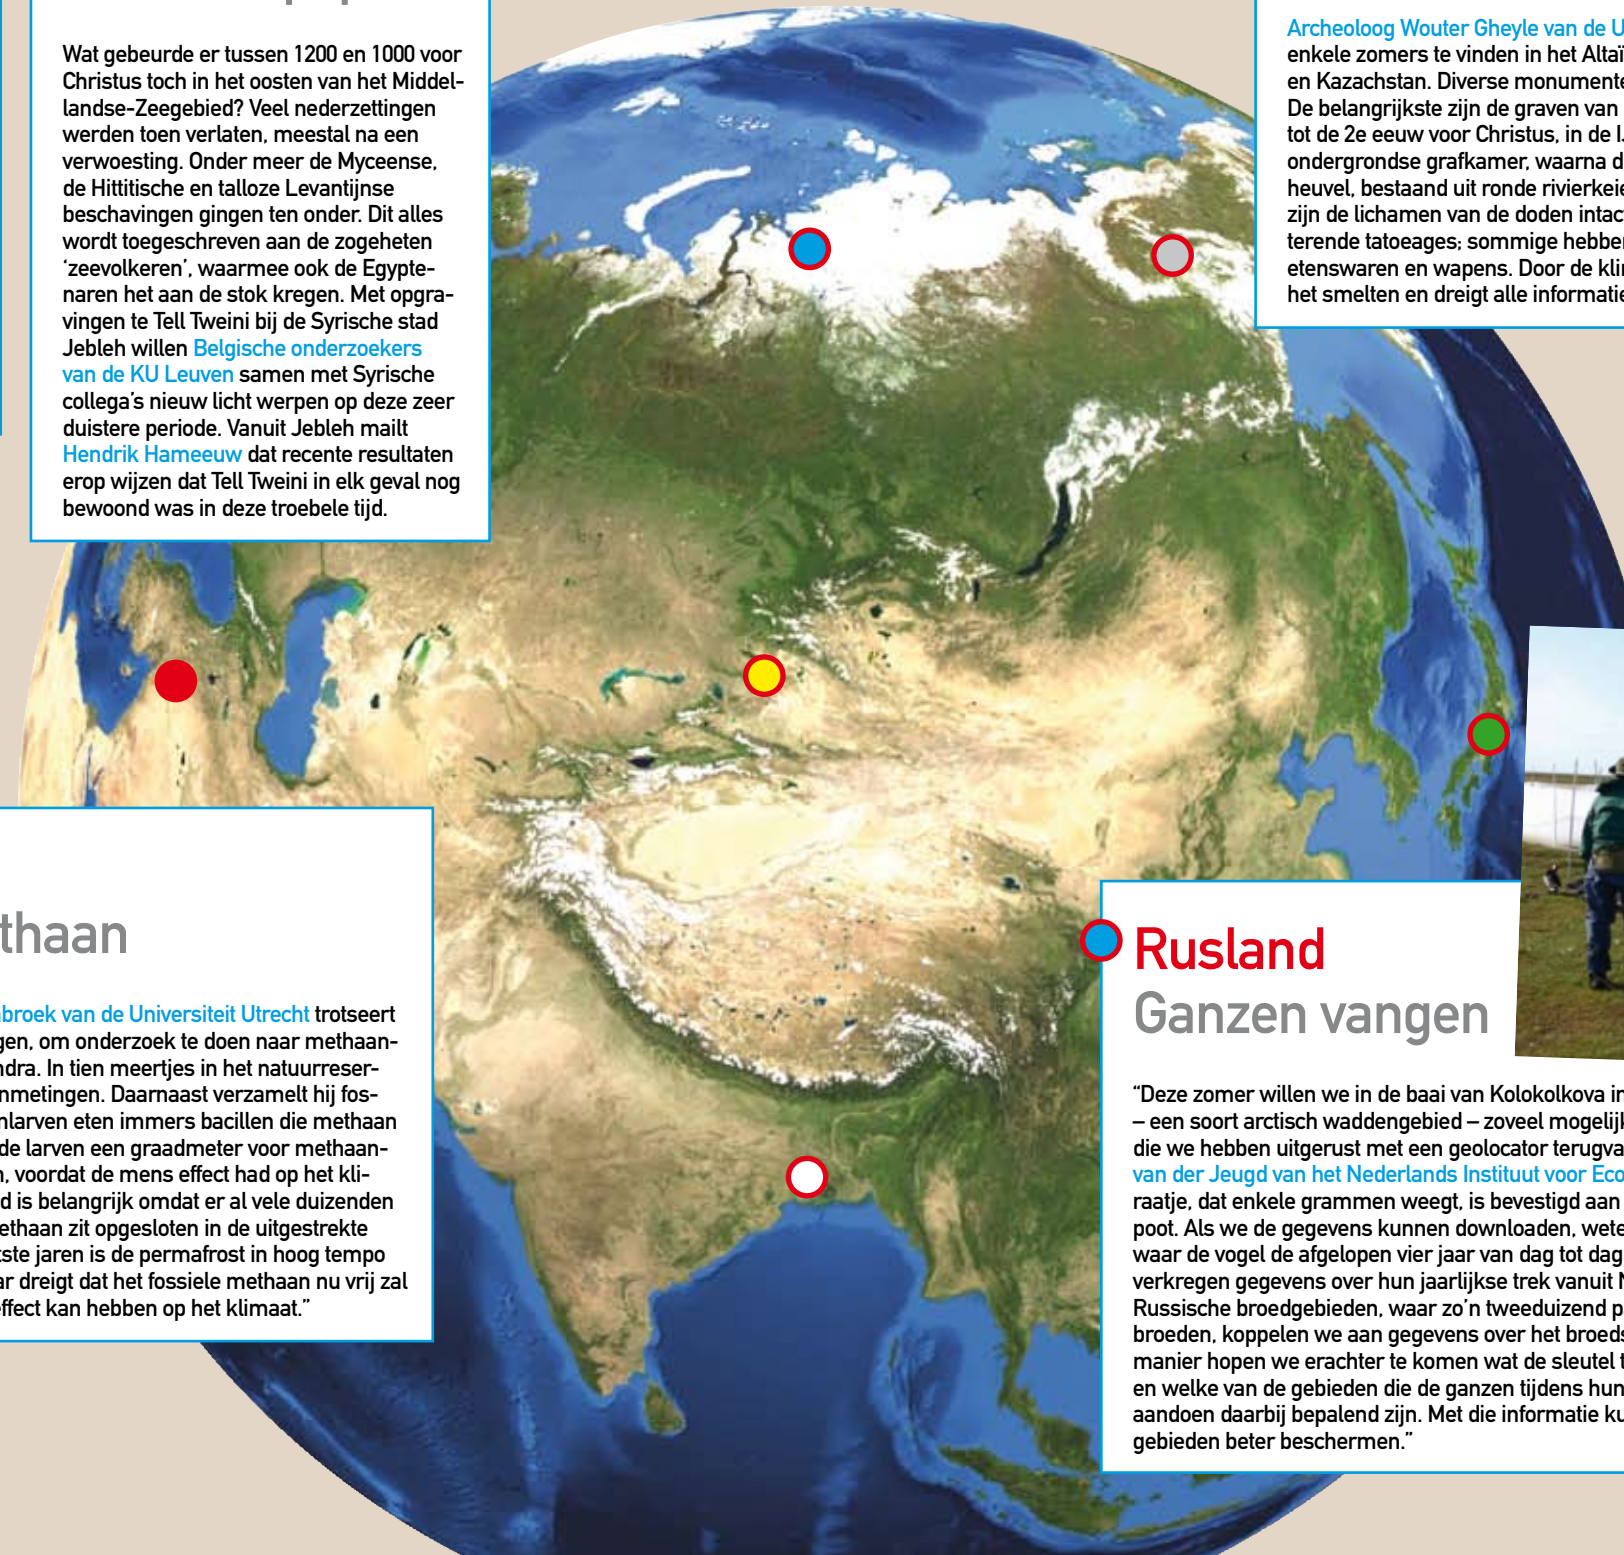 Wat gebeurde er tussen 1200 en 1000 voor
Christus toch in het oosten van het Middel-
landse-Zeegebied? Veel nederzettingen
werden toen verlaten, meestal na een
verwoesting. Onder meer de Myceense,
de Hittitische en talloze Levantijnse
beschavingen gingen ten onder. Dit alles
wordt toegeschreven aan de zogeheten
‘zeevolkeren’, waarmee ook de Egypte-
naren het aan de stok kregen. Met opgra-
vingen te Tell Tweini bij de Syrische stad
Jebleh willen Belgische onderzoekers
van de KU Leuven samen met Syrische
collega’s nieuw licht werpen op deze zeer
duistere periode. Vanuit Jebleh mailt
Hendrik Hameeuw dat recente resultaten
erop wijzen dat Tell Tweini in elk geval nog
bewoond was in deze troebele tijd.
Archeoloog Wouter Gheyle van de U
enkele zomers te vinden in het Altaï
en Kazachstan. Diverse monumente
De belangrijkste zijn de graven van
tot de 2e eeuw voor Christus, in de I
ondergrondse grafkamer, waarna d
heuvel, bestaand uit ronde rivierkeie
zijn de lichamen van de doden intac
terende tatoeages; sommige hebbe
etenswaren en wapens. Door de kli
het smelten en dreigt alle informatie
thaan
broek van de Universiteit Utrecht trotseert
gen, om onderzoek te doen naar methaan-
ndra. In tien meertjes in het natuurreser-
nmetingen. Daarnaast verzamelt hij fos-
nlarven eten immers bacillen die methaan
de larven een graadmeter voor methaan-
n, voordat de mens effect had op het kli-
d is belangrijk omdat er al vele duizenden
ethaan zit opgesloten in de uitgestrekte
tste jaren is de permafrost in hoog tempo
ar dreigt dat het fossiele methaan nu vrij zal
effect kan hebben op het klimaat.”
Rusland
Ganzen vangen
“Deze zomer willen we in de baai van Kolokolkova in
– een soort arctisch waddengebied – zoveel mogelijk
die we hebben uitgerust met een geolocator terugva
van der Jeugd van het Nederlands Instituut voor Eco
raatje, dat enkele grammen weegt, is bevestigd aan
poot. Als we de gegevens kunnen downloaden, wete
waar de vogel de afgelopen vier jaar van dag tot dag
verkregen gegevens over hun jaarlijkse trek vanuit N
Russische broedgebieden, waar zo’n tweeduizend p
broeden, koppelen we aan gegevens over het broeds
manier hopen we erachter te komen wat de sleutel t
en welke van de gebieden die de ganzen tijdens hun
aandoen daarbij bepalend zijn. Met die informatie ku
gebieden beter beschermen.”